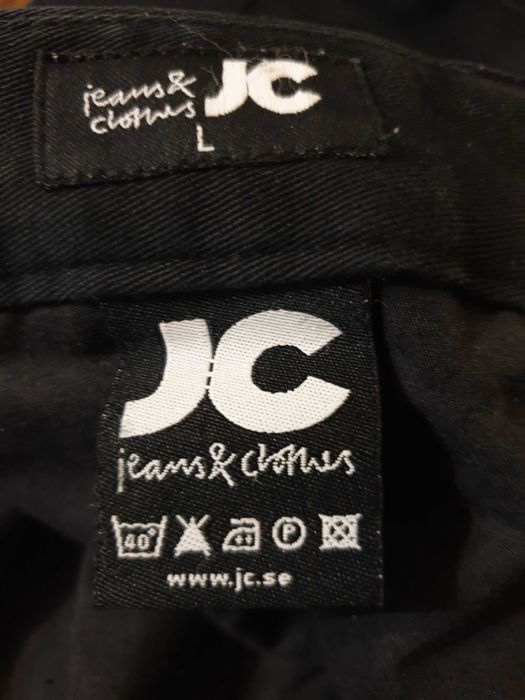 jeans & JC
clothes
L
JC
jeans & clothes
40° P
www.jc.se